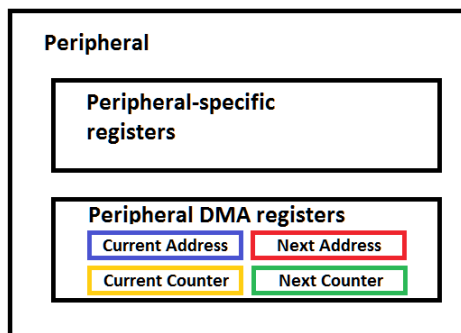 Peripheral
Peripheral-specific
registers
Peripheral DMA registers
Current Address
Next Address
Current Counter
Next Counter